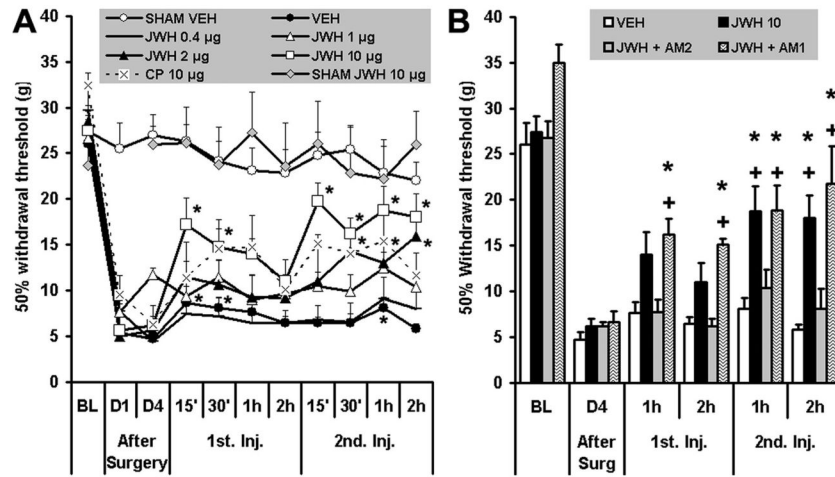 A
SHAM VEH VEH
JWH 0.4 µg JWH 1 µg
JWH 2 µg JWH 10 µg
CP 10 µg SHAM JWH 10 µg
50% withdrawal threshold (g)
40
35
30
25
20
15
10
5
0
* * * * * * * * * * *
BL D1 D4 15' 30' 1h 2h 15' 30' 1h 2h
After Surgery 1st. Inj. 2nd. Inj.
B
VEH JWH 10
JWH + AM2 JWH + AM1
50% Withdrawal threshold (g)
40
35
30
25
20
15
10
5
0
* + * + * + * + * + * +
BL D4 1h 2h 1h 2h
After Surg 1st. Inj. 2nd. Inj.